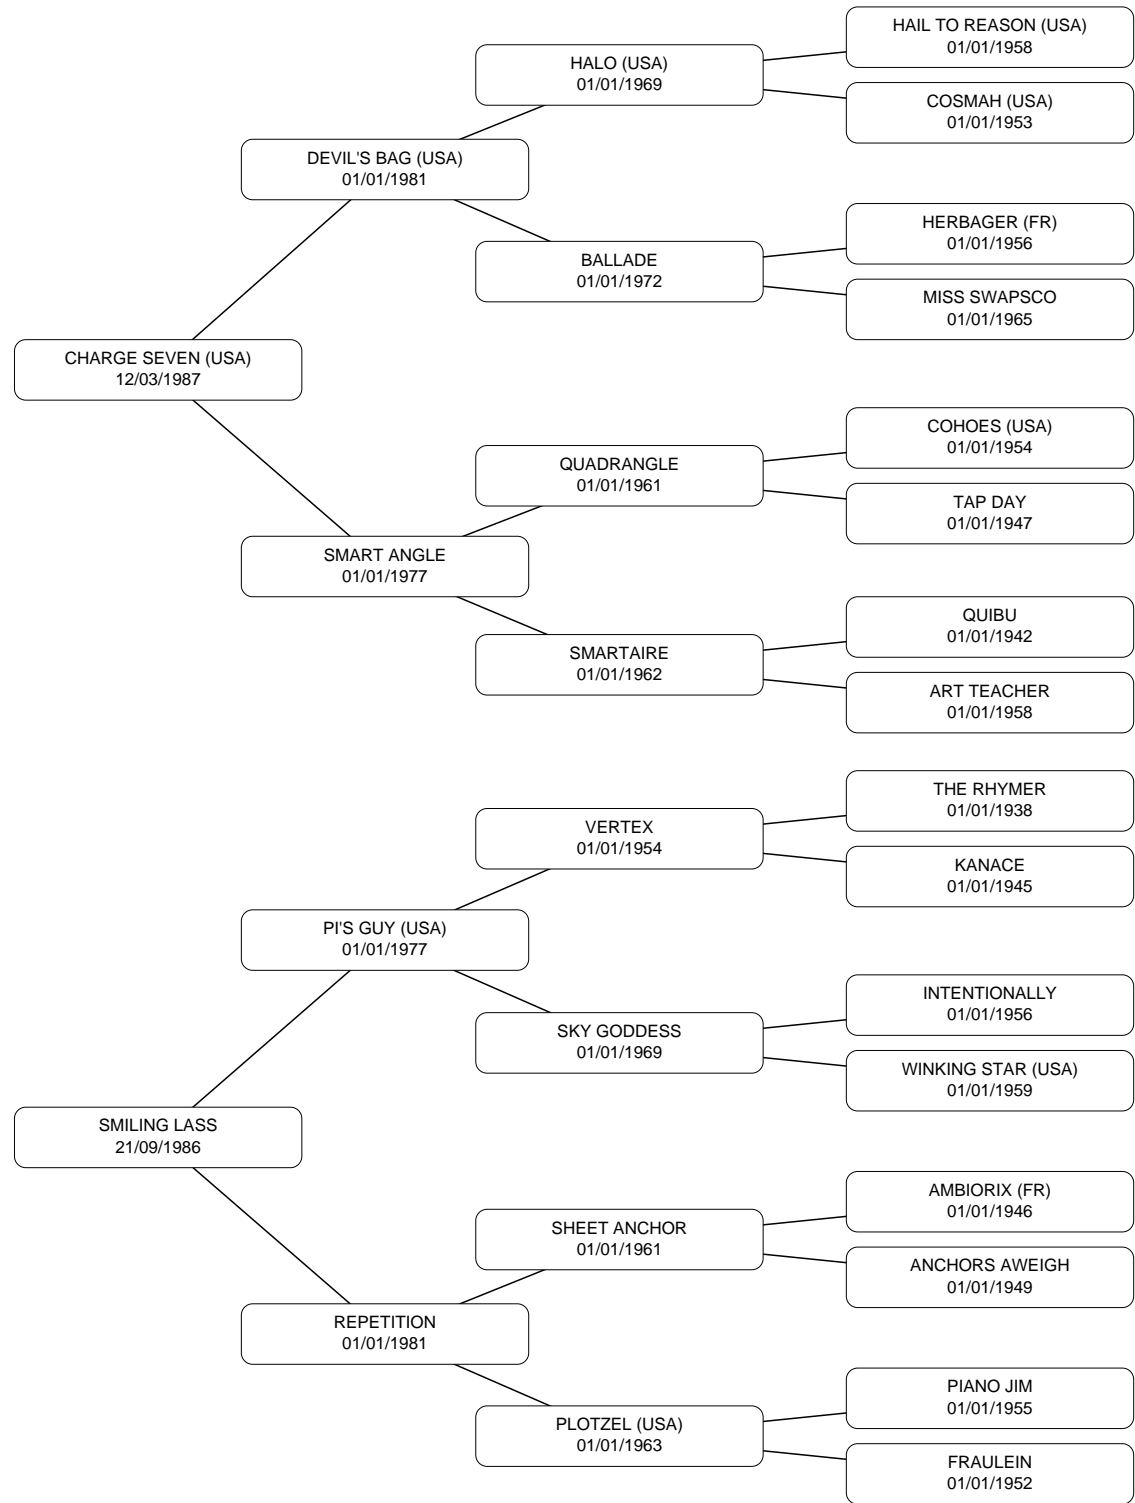 HAIL TO REASON (USA)
01/01/1958
HALO (USA)
01/01/1969
COSMAH (USA)
01/01/1953
DEVIL'S BAG (USA)
01/01/1981
HERBAGER (FR)
01/01/1956
BALLADE
01/01/1972
MISS SWAPSCO
01/01/1965
CHARGE SEVEN (USA)
12/03/1987
COHOES (USA)
01/01/1954
QUADRANGLE
01/01/1961
TAP DAY
01/01/1947
SMART ANGLE
01/01/1977
QUIBU
01/01/1942
SMARTAIRE
01/01/1962
ART TEACHER
01/01/1958
THE RHYMER
01/01/1938
VERTEX
01/01/1954
KANACE
01/01/1945
PI'S GUY (USA)
01/01/1977
INTENTIONALLY
01/01/1956
SKY GODDESS
01/01/1969
WINKING STAR (USA)
01/01/1959
SMILING LASS
21/09/1986
AMBIORIX (FR)
01/01/1946
SHEET ANCHOR
01/01/1961
ANCHORS AWEIGH
01/01/1949
REPETITION
01/01/1981
PIANO JIM
01/01/1955
PLOTZEL (USA)
01/01/1963
FRAULEIN
01/01/1952